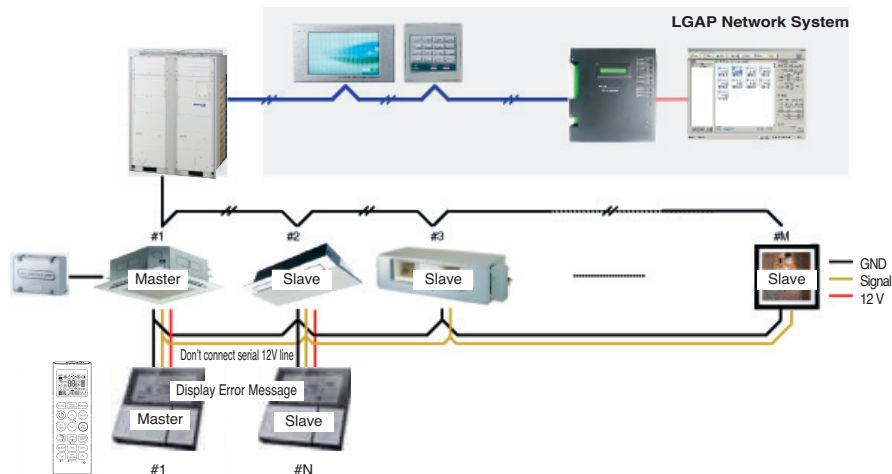 LGAP Network System
#1
#2
#3
#M
Master
Slave
Slave
Slave
GND
Signal
12 V
Don't connect serial 12V line
Display Error Message
Master
Slave
#1
#N